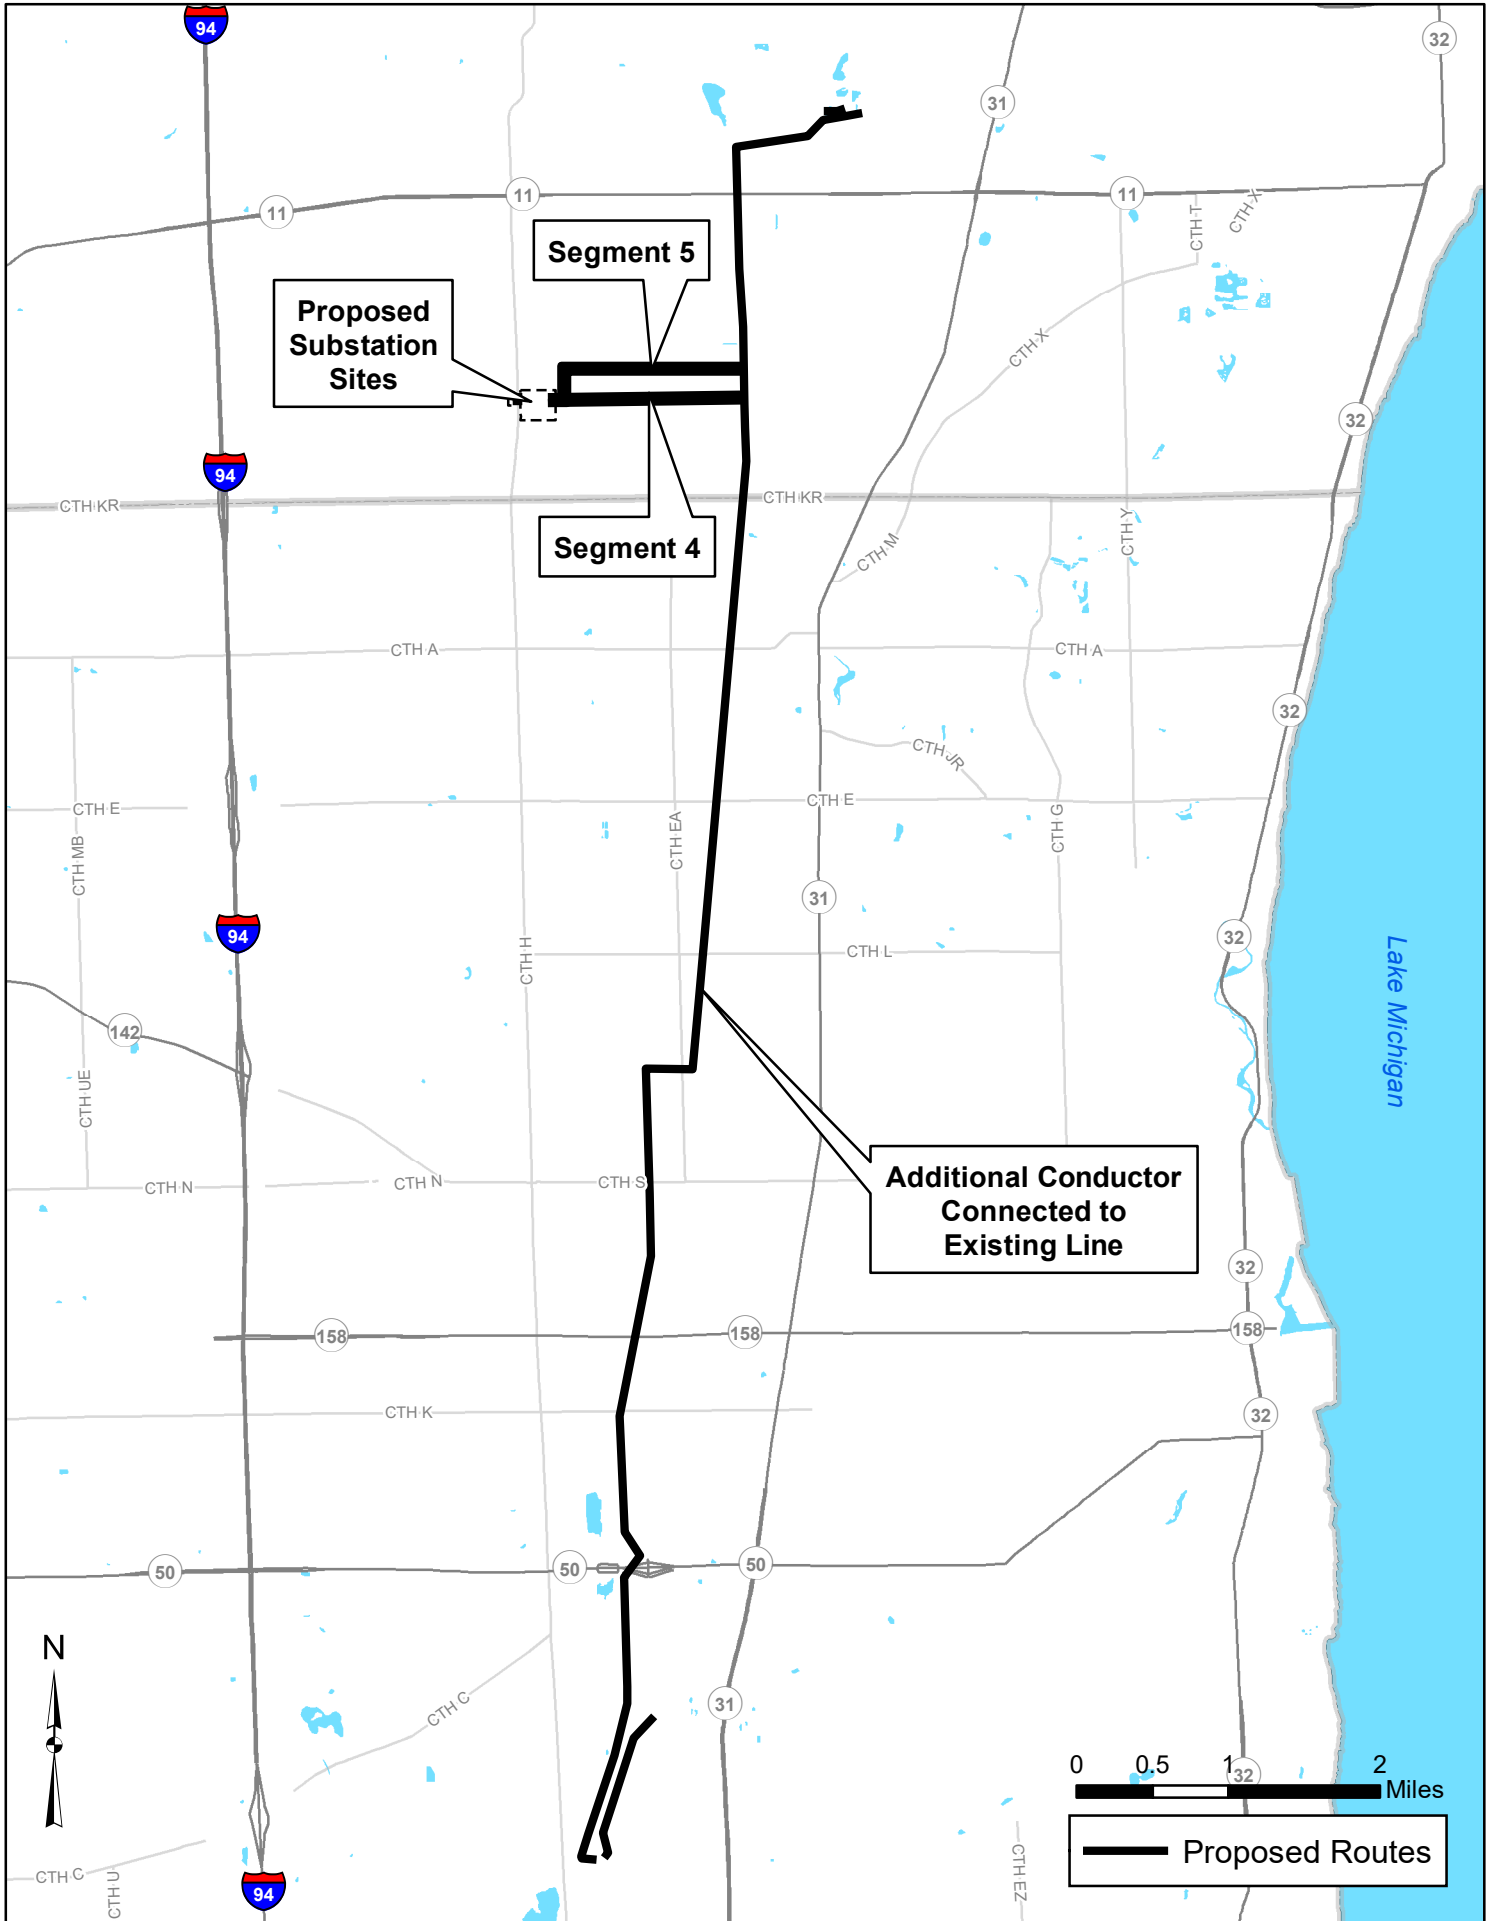 94
32
31
11
11
11
CTH T
CTH X
Segment 5
Proposed
Substation
Sites
CTH X
32
94
CTH KR
CTH KR
CTH Y
Segment 4
CTH M
CTH A
CTH A
32
CTH JR
CTH E
CTH E
CTH MB
CTH EA
CTH G
31
94
32
CTH H
CTH L
Lake Michigan
142
CTH UE
CTH N
CTH N
CTH S
Additional Conductor
Connected to
Existing Line
32
158
158
158
CTH K
32
50
50
50
N
CTH C
31
0 0.5 1 2
32
Miles
Proposed Routes
CTH C
CTH U
94
CTH EZ